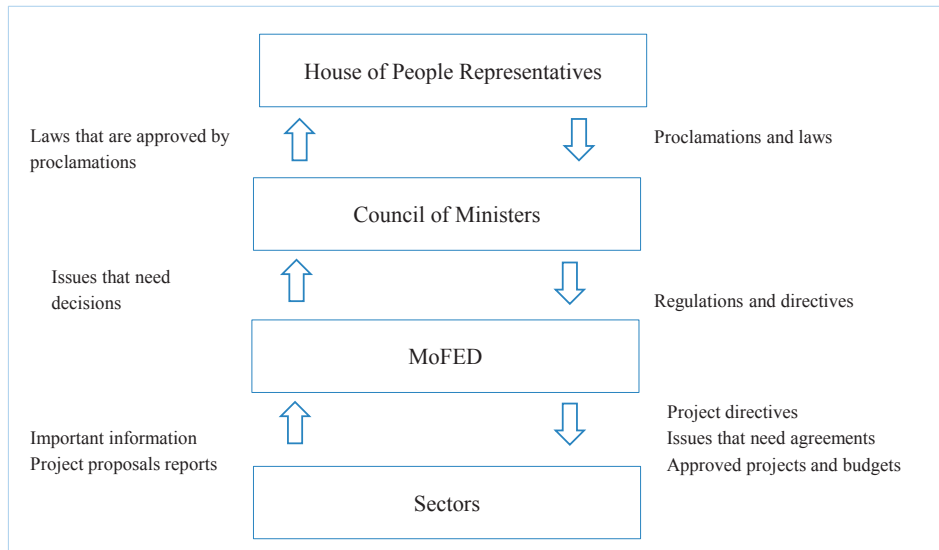 House of People Representatives
Laws that are approved by
proclamations
Proclamations and laws
Council of Ministers
Issues that need
decisions
Regulations and directives
MoFED
Important information
Project proposals reports
Project directives
Issues that need agreements
Approved projects and budgets
Sectors